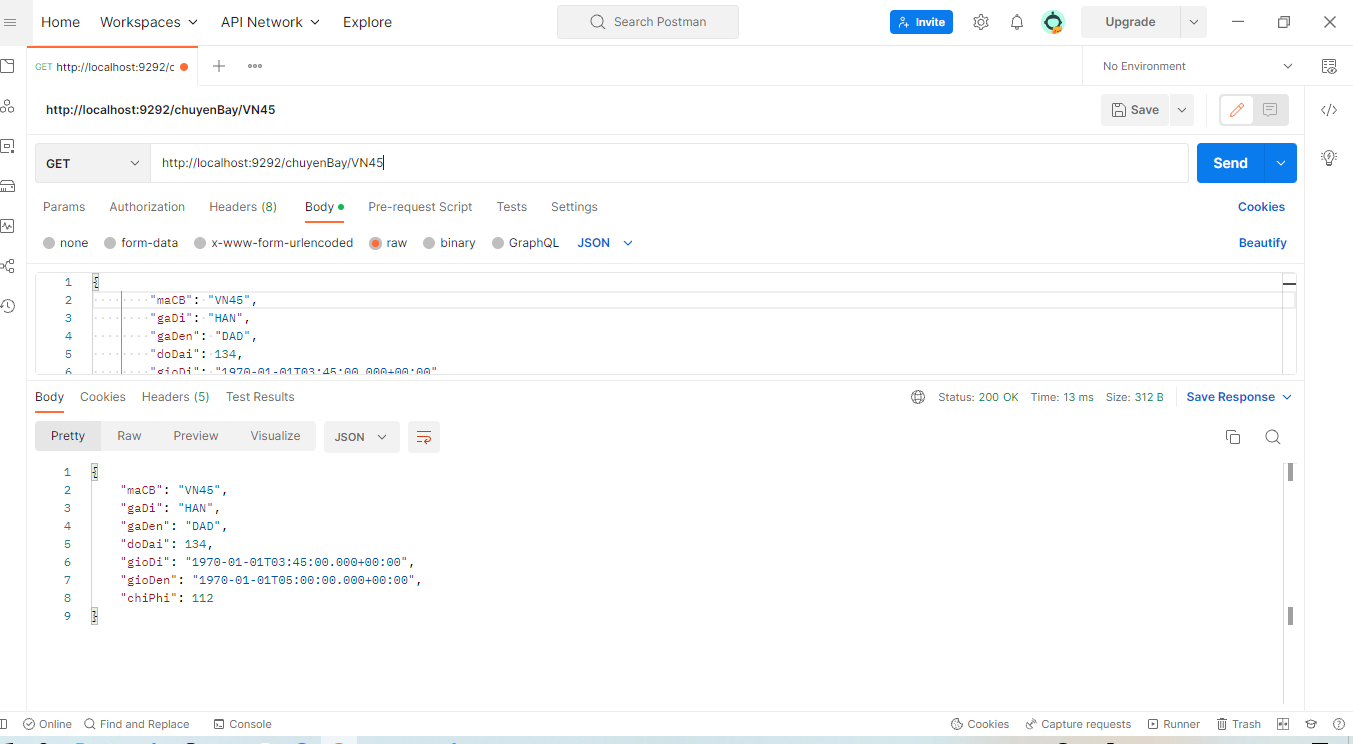 Home Workspaces API Network Explore Search Postman Invite Upgrade
GET http://localhost:9292/c No Environment
http://localhost:9292/chuyenBay/VN45 Save
GET http://localhost:9292/chuyenBay/VN45 Send
Params Authorization Headers (8) Body Pre-request Script Tests Settings Cookies
none form-data x-www-form-urlencoded raw binary GraphQL JSON Beautify
1 {
2 "maCB": "VN45",
3 "gaDi": "HAN",
4 "gaDen": "DAD",
5 "doDai": 134,
6 "gioDi": "1970-01-01T03:45:00.000+00:00"
Body Cookies Headers (5) Test Results Status: 200 OK Time: 13 ms Size: 312 B Save Response
Pretty Raw Preview Visualize JSON
1 {
2 "maCB": "VN45",
3 "gaDi": "HAN",
4 "gaDen": "DAD",
5 "doDai": 134,
6 "gioDi": "1970-01-01T03:45:00.000+00:00",
7 "gioDen": "1970-01-01T05:00:00.000+00:00",
8 "chiPhi": 112
9 }
Online Find and Replace Console Cookies Capture requests Runner Trash